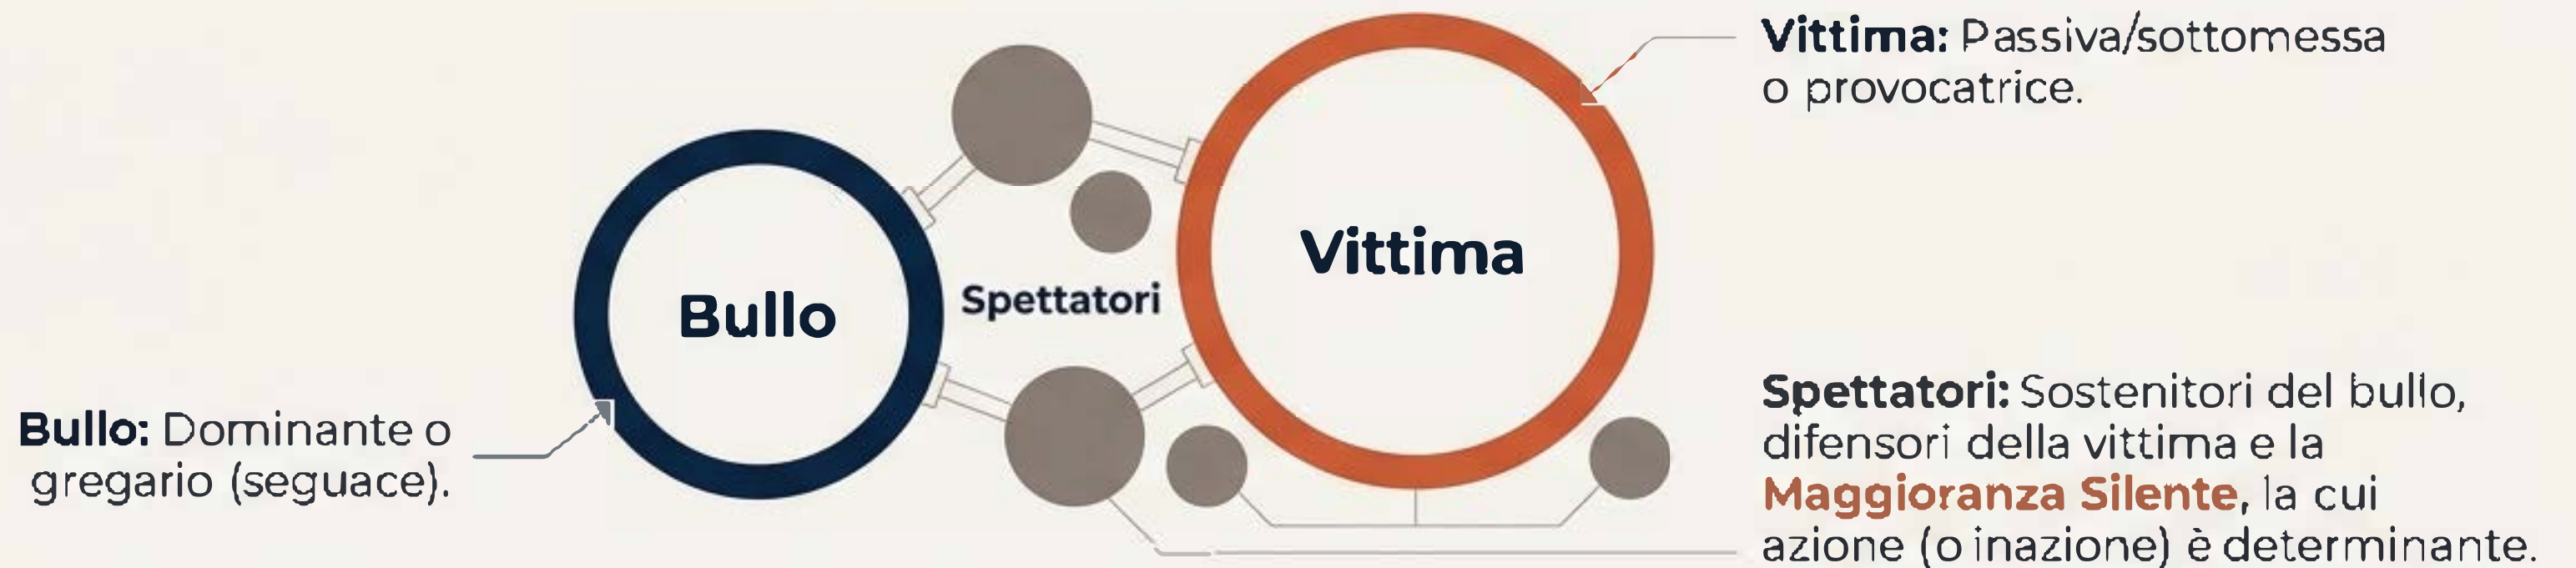 Vittima: Passiva/sottomessa
o provocatrice.
Vittima
Spettatori
Bullo
Bullo: Dominante o
gregario (seguace).
Spettatori: Sostenitori del bullo,
difensori della vittima e la
Maggioranza Silente, la cui
azione (o inazione) è determinante.